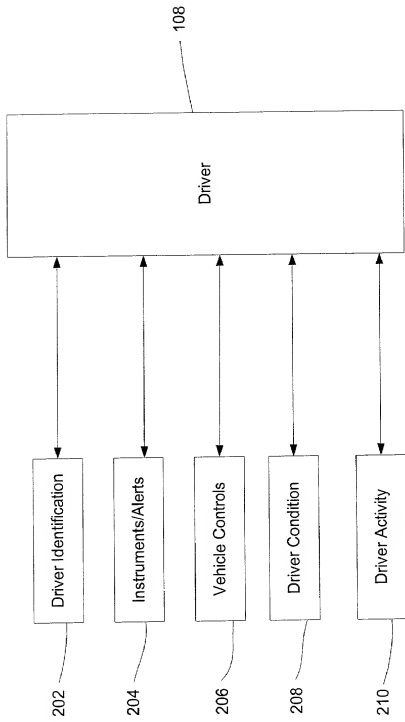 108
Driver
Driver Identification
Instruments/Alerts
Vehicle Controls
Driver Condition
Driver Activity
202
204
206
208
210